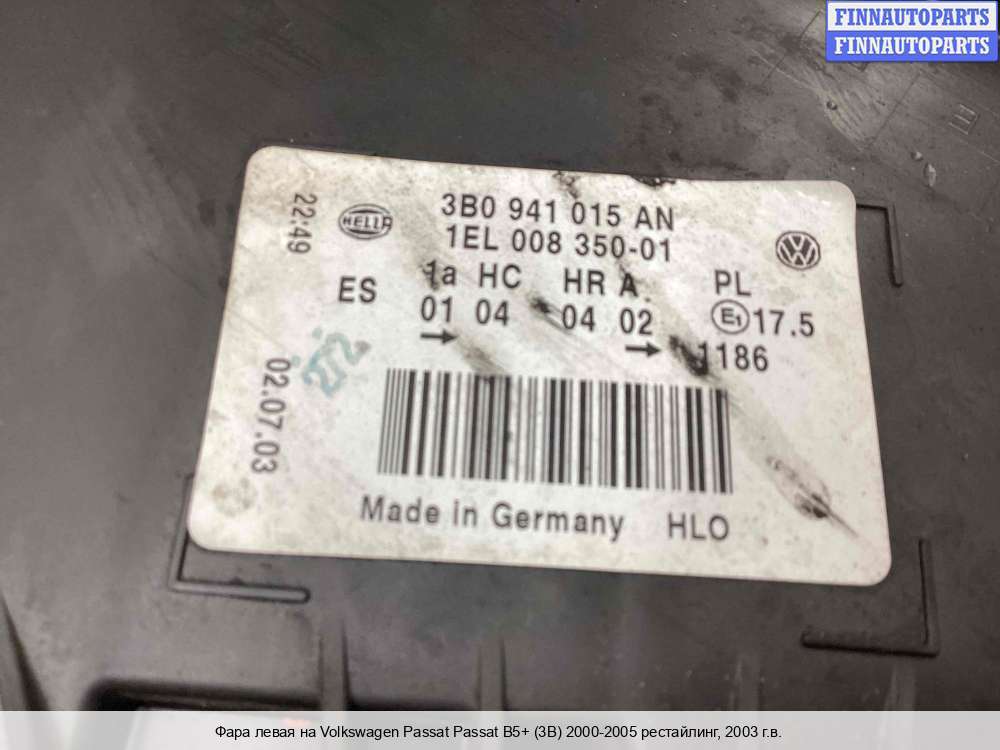 FINNAUTOPARTS
FINNAUTOPARTS
22:49
HELLA
3B0 941 015 AN
1EL 008 350-01
VW
ES 1a HC HR A. PL
01 04 04 02 E1 17.5
→ → 1186
272
02.07.03
Made in Germany HLO
Фара левая на Volkswagen Passat Passat B5+ (3B) 2000-2005 рестайлинг, 2003 г.в.